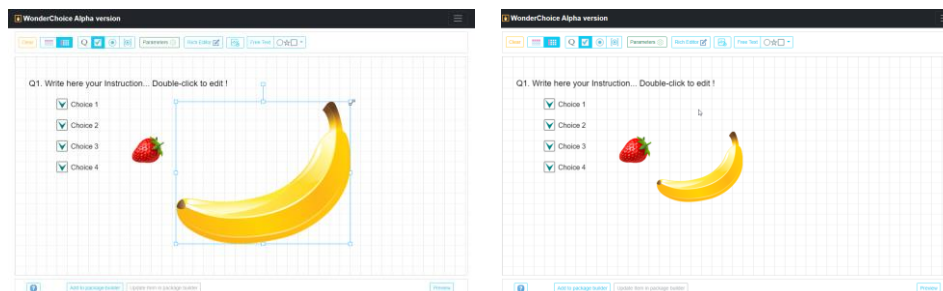 WonderChoice Alpha version
Clear
Q
Parameters
Rich Editor
Free Text
Q1. Write here your Instruction... Double-click to edit !
Choice 1
Choice 2
Choice 3
Choice 4
Add to package builder
Update item in package builder
Preview
WonderChoice Alpha version
Clear
Q
Parameters
Rich Editor
Free Text
Q1. Write here your Instruction... Double-click to edit !
Choice 1
Choice 2
Choice 3
Choice 4
Add to package builder
Update item in package builder
Preview